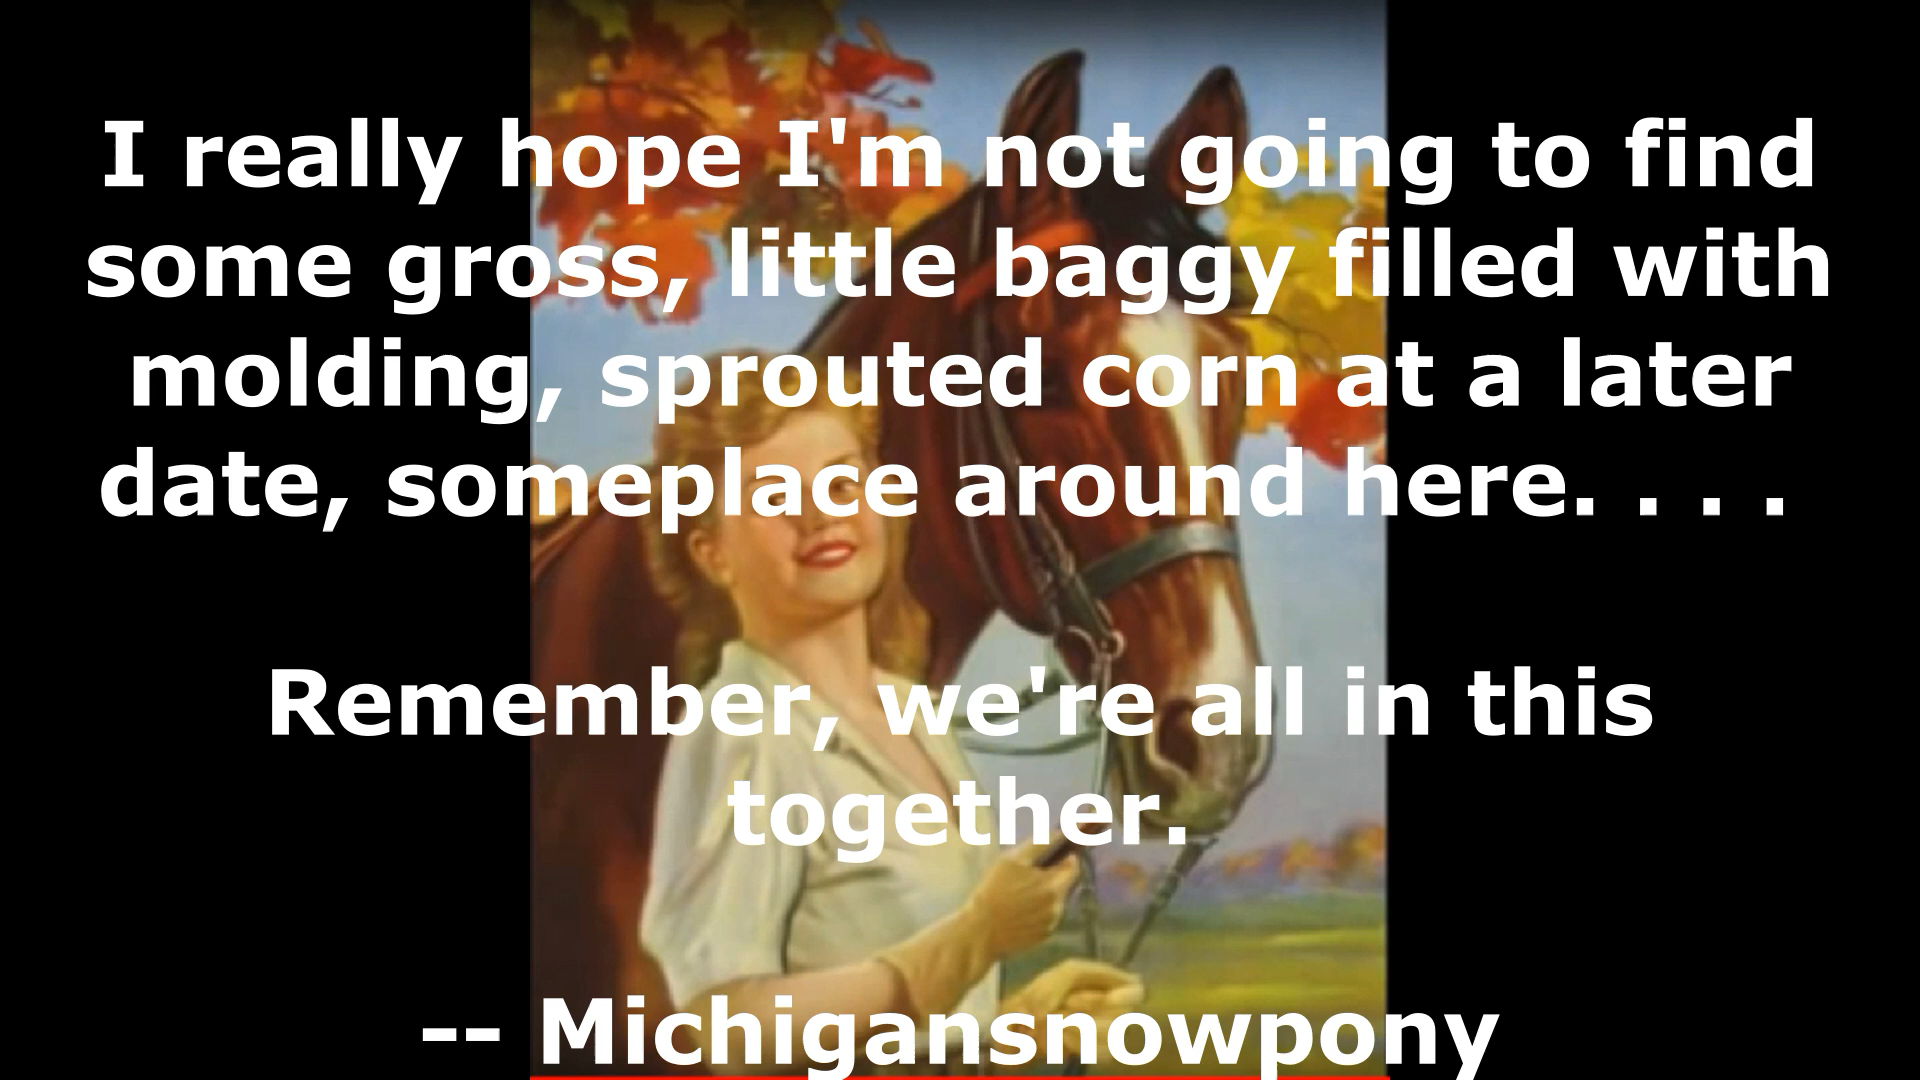 I really hope I'm not going to find
some gross, little baggy filled with
molding, sprouted corn at a later
date, someplace around here. . . .
Remember, we're all in this
together.
-- Michigansnowpony